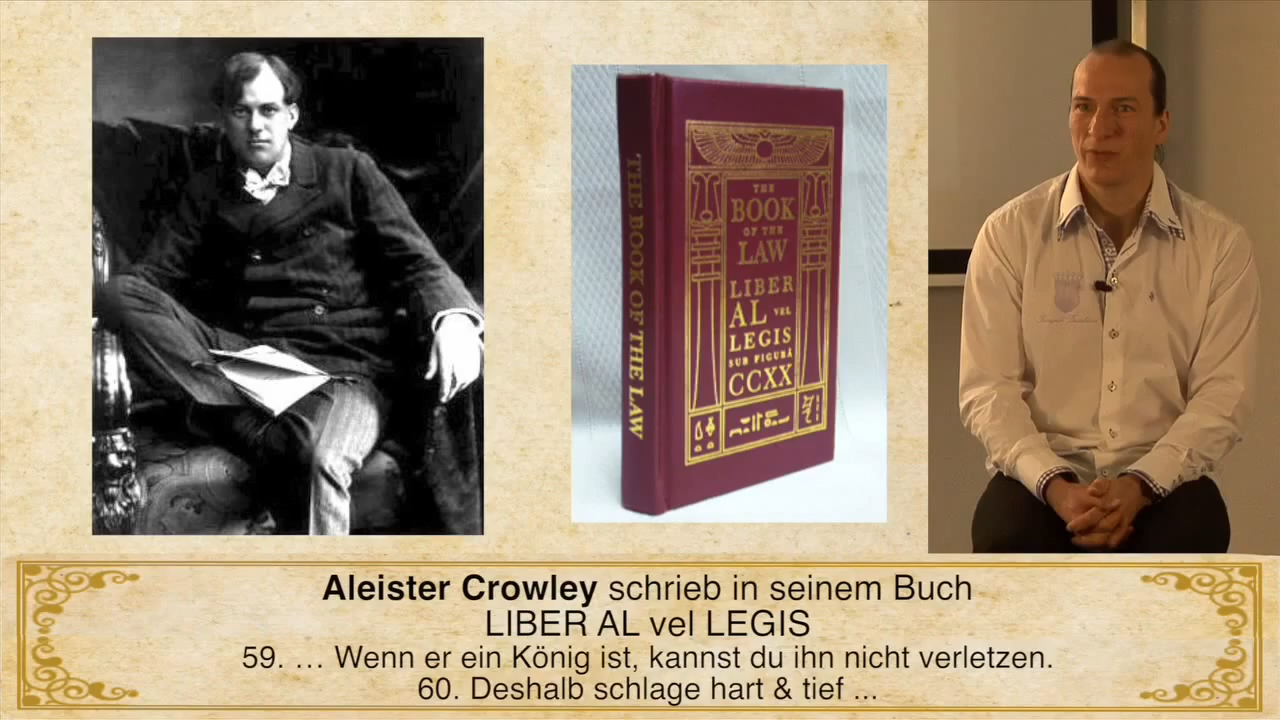 THE BOOK OF THE LAW
THE
BOOK
OF THE
LAW
LIBER
AL VEL
LEGIS
SUB FIGURÂ
CCXX
Aleister Crowley schrieb in seinem Buch
LIBER AL vel LEGIS
59. … Wenn er ein König ist, kannst du ihn nicht verletzen.
60. Deshalb schlage hart & tief ...